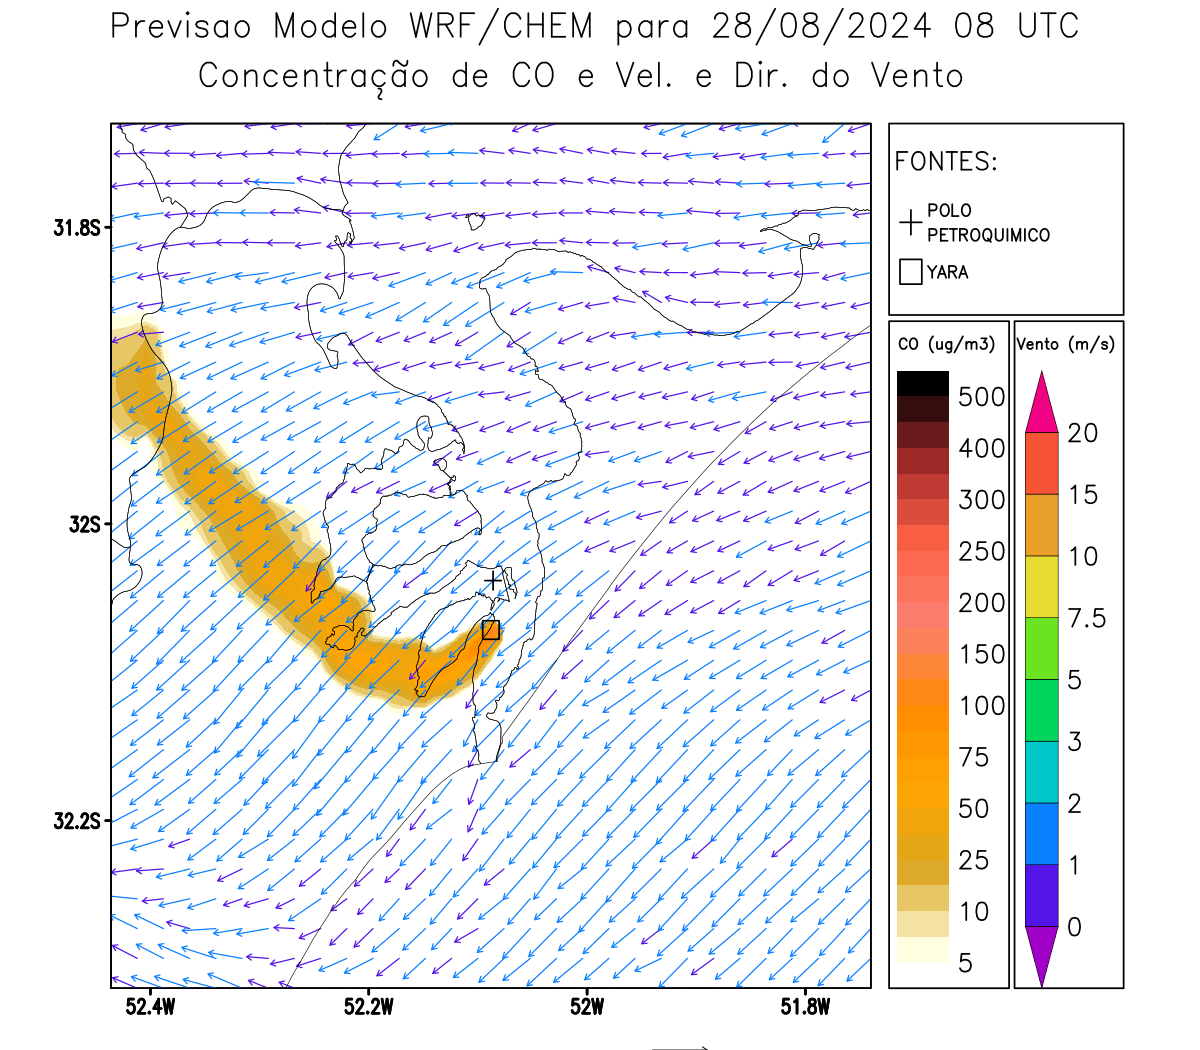 Previsao Modelo WRF/CHEM para 28/08/2024 08 UTC
Concentração de CO e Vel. e Dir. do Vento
FONTES:
POLO
PETROQUIMICO
YARA
31.8S
32S
32.2S
52.4W
52.2W
52W
51.8W
CO (ug/m3)
500
400
300
250
200
150
100
75
50
25
10
5
Vento (m/s)
20
15
10
7.5
5
3
2
1
0